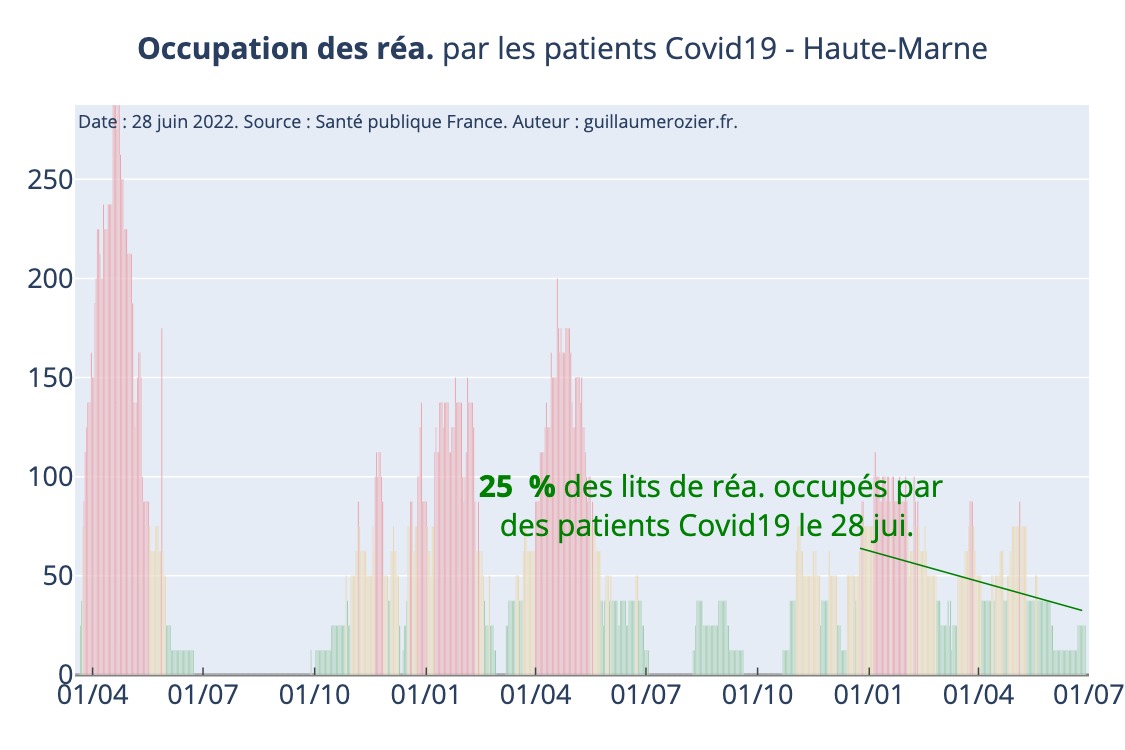 Occupation des réa. par les patients Covid19 - Haute-Marne
Date : 28 juin 2022. Source : Santé publique France. Auteur : guillaumerozier.fr.
250
200
150
100
50
0
25 % des lits de réa. occupés par
des patients Covid19 le 28 jui.
01/04 01/07 01/10 01/01 01/04 01/07 01/10 01/01 01/04 01/07